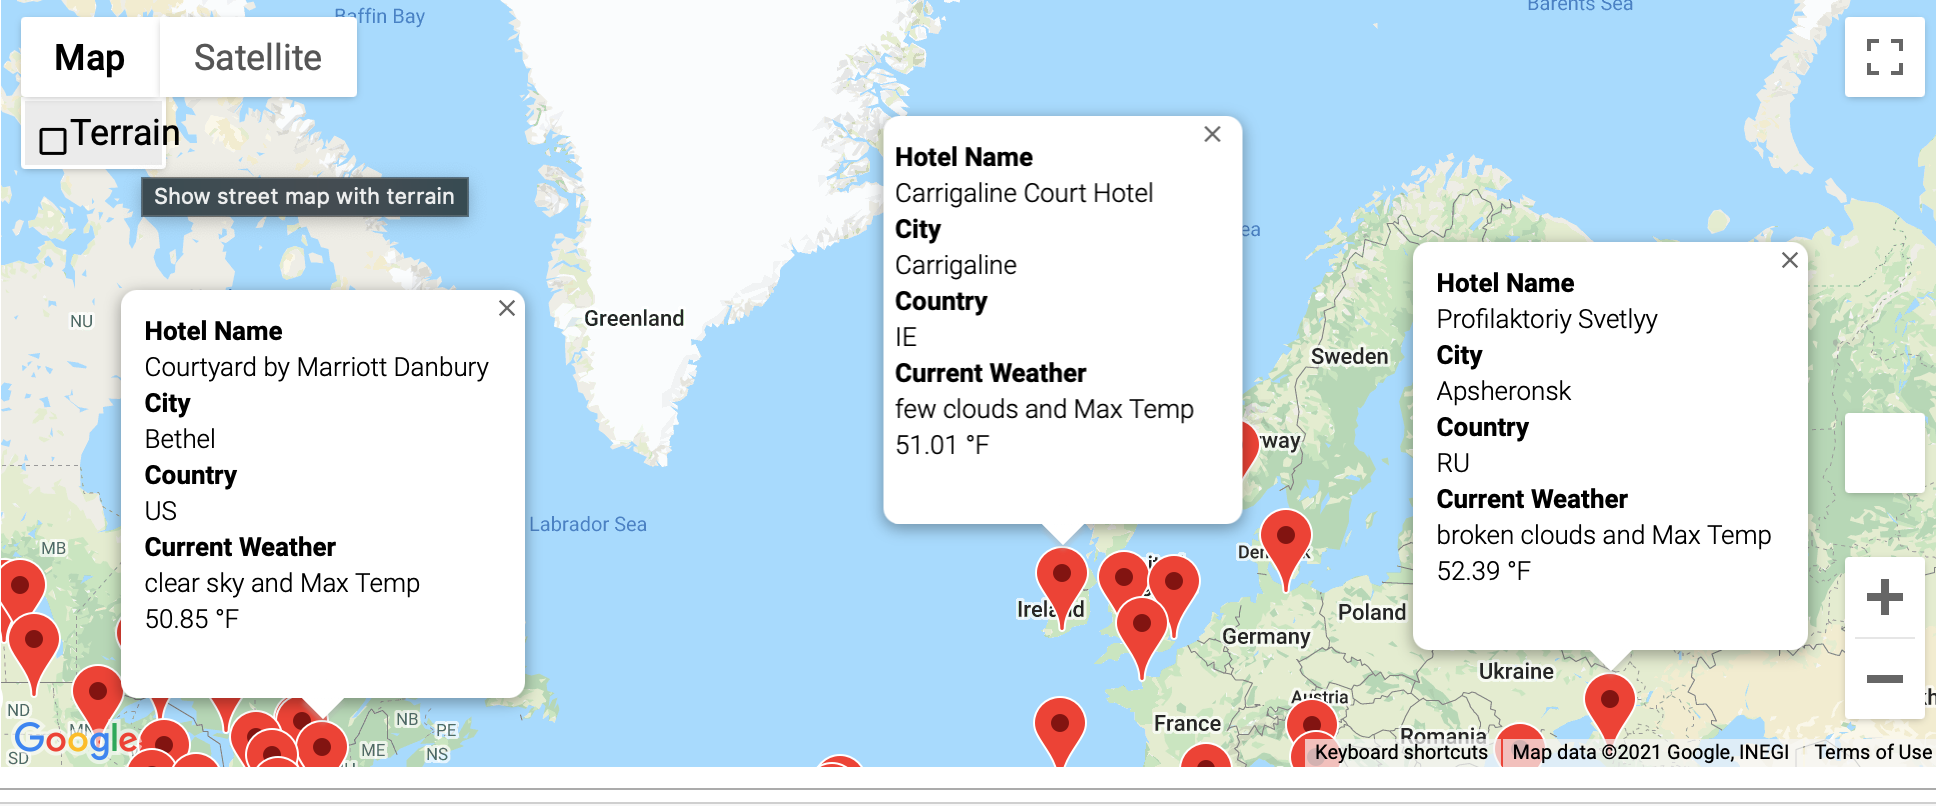 Baffin Bay
Barents Sea
Map
Satellite
Terrain
Show street map with terrain
Hotel Name
Carrigaline Court Hotel
City
Carrigaline
Country
IE
Current Weather
few clouds and Max Temp
51.01 °F
Hotel Name
Profilaktoriy Svetlyy
City
Apsheronsk
Country
RU
Current Weather
broken clouds and Max Temp
52.39 °F
Hotel Name
Courtyard by Marriott Danbury
City
Bethel
Country
US
Current Weather
clear sky and Max Temp
50.85 °F
NU
Greenland
Sweden
Labrador Sea
MB
Ireland
Poland
Germany
Ukraine
Austria
France
Romania
ND
NB
PE
ME
NS
SD
Google
Keyboard shortcuts
Map data ©2021 Google, INEGI
Terms of Use